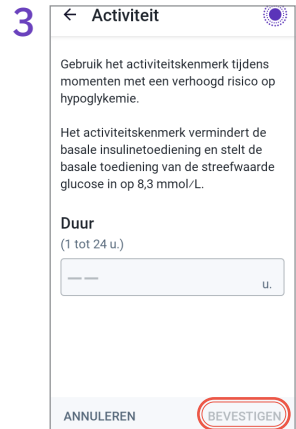 3
← Activiteit
Gebruik het activiteitskenmerk tijdens
momenten met een verhoogd risico op
hypoglykemie.
Het activiteitskenmerk vermindert de
basale insulinetoediening en stelt de
basale toediening van de streefwaarde
glucose in op 8,3 mmol/L.
Duur
(1 tot 24 u.)
— — u.
ANNULEREN BEVESTIGEN